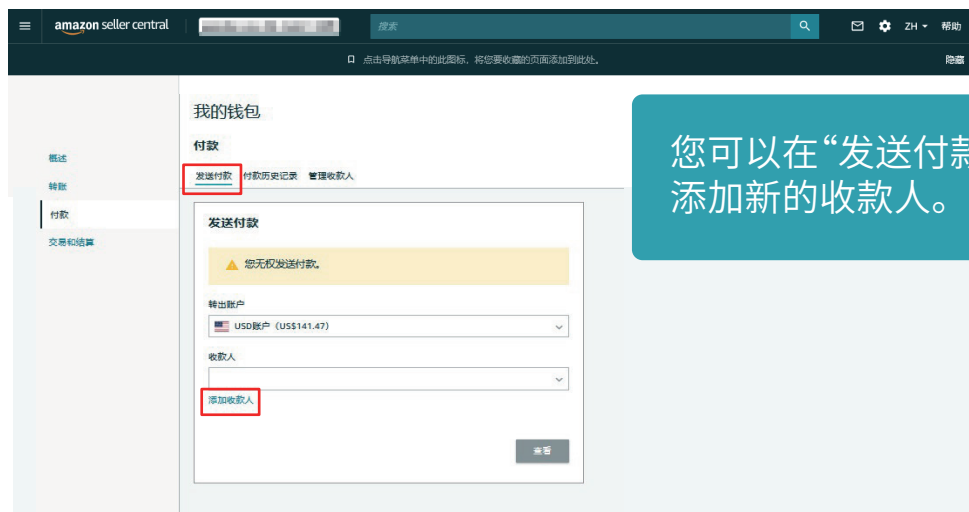 amazon seller central
搜索
ZH
帮助
点击导航菜单中的此图标,将您要收藏的页面添加到此处。
隐藏
我的钱包
付款
概述
转账
付款
交易和结算
发送付款 付款历史记录 管理收款人
发送付款
您无权发送付款。
转出账户
USD账户(US$141.47)
收款人
添加收款人
查看
您可以在“发送付款
添加新的收款人。